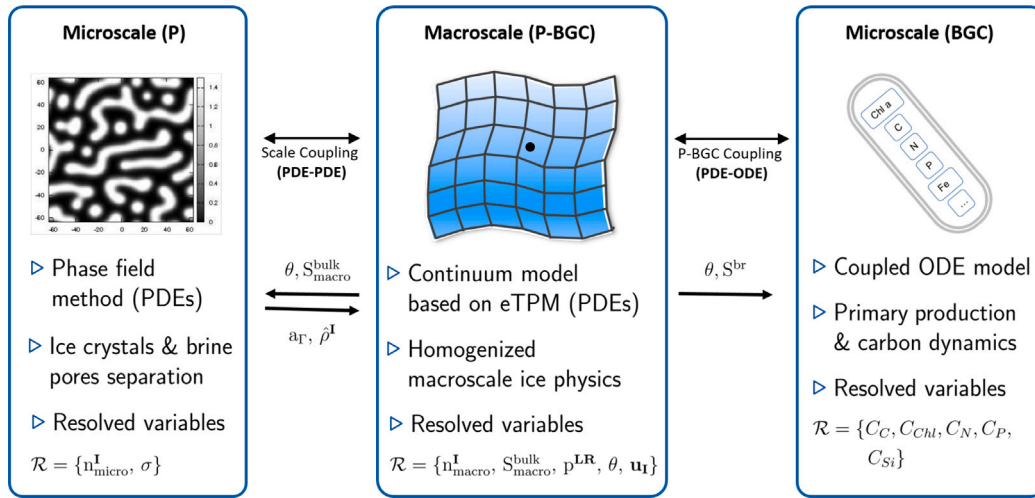 Microscale (P)
60
40
20
0
-20
-40
-60
-60 -40 -20 0 20 40 60
1.4
1.2
1
0.8
0.6
0.4
0.2
0
▷ Phase field
method (PDEs)
▷ Ice crystals & brine
pores separation
▷ Resolved variables
ℛ = {n^I_micro, σ}
Scale Coupling
(PDE-PDE)
θ, S^bulk_macro
a_Γ, ρ̂^I
Macroscale (P-BGC)
▷ Continuum model
based on eTPM (PDEs)
▷ Homogenized
macroscale ice physics
▷ Resolved variables
ℛ = {n^I_macro, S^bulk_macro, p^LR, θ, u_I}
P-BGC Coupling
(PDE-ODE)
θ, S^br
Microscale (BGC)
Chl a
C
N
P
Fe
...
▷ Coupled ODE model
▷ Primary production
& carbon dynamics
▷ Resolved variables
ℛ = {C_C, C_Chl, C_N, C_P,
C_Si}